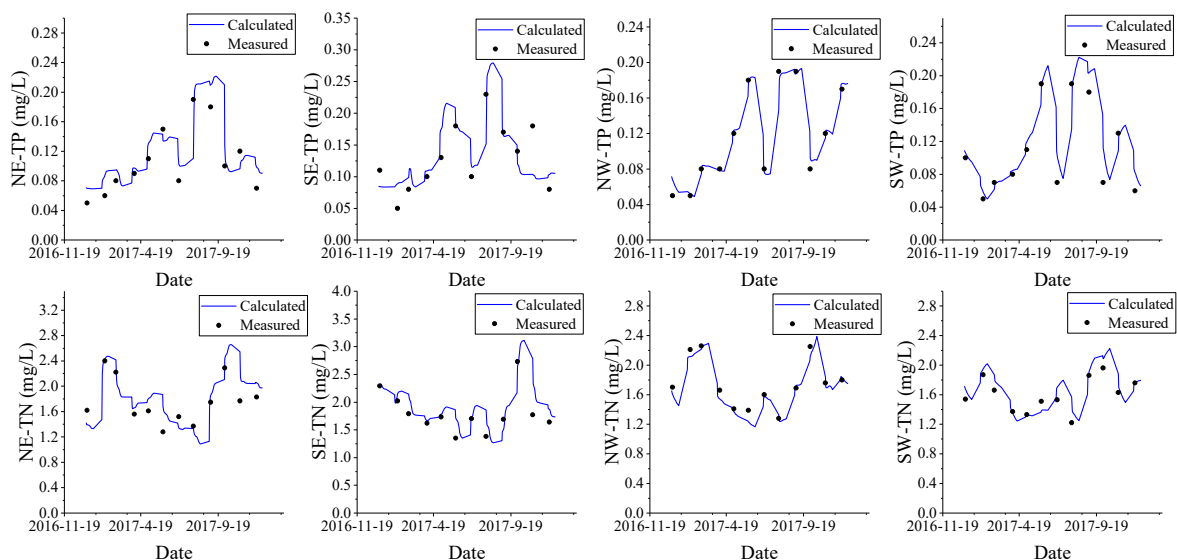 NE-TP (mg/L)
0.28
0.24
0.20
0.16
0.12
0.08
0.04
0.00
2016-11-19 2017-4-19 2017-9-19
Date
Calculated
Measured
SE-TP (mg/L)
0.35
0.30
0.25
0.20
0.15
0.10
0.05
0.00
2016-11-19 2017-4-19 2017-9-19
Date
Calculated
Measured
NW-TP (mg/L)
0.24
0.20
0.16
0.12
0.08
0.04
0.00
2016-11-19 2017-4-19 2017-9-19
Date
Calculated
Measured
SW-TP (mg/L)
0.24
0.20
0.16
0.12
0.08
0.04
0.00
2016-11-19 2017-4-19 2017-9-19
Date
Calculated
Measured
NE-TN (mg/L)
3.2
2.8
2.4
2.0
1.6
1.2
0.8
0.4
0.0
2016-11-19 2017-4-19 2017-9-19
Date
Calculated
Measured
SE-TN (mg/L)
4.0
3.5
3.0
2.5
2.0
1.5
1.0
0.5
0.0
2016-11-19 2017-4-19 2017-9-19
Date
Calculated
Measured
NW-TN (mg/L)
2.8
2.4
2.0
1.6
1.2
0.8
0.4
0.0
2016-11-19 2017-4-19 2017-9-19
Date
Calculated
Measured
SW-TN (mg/L)
2.8
2.4
2.0
1.6
1.2
0.8
0.4
0.0
2016-11-19 2017-4-19 2017-9-19
Date
Calculated
Measured